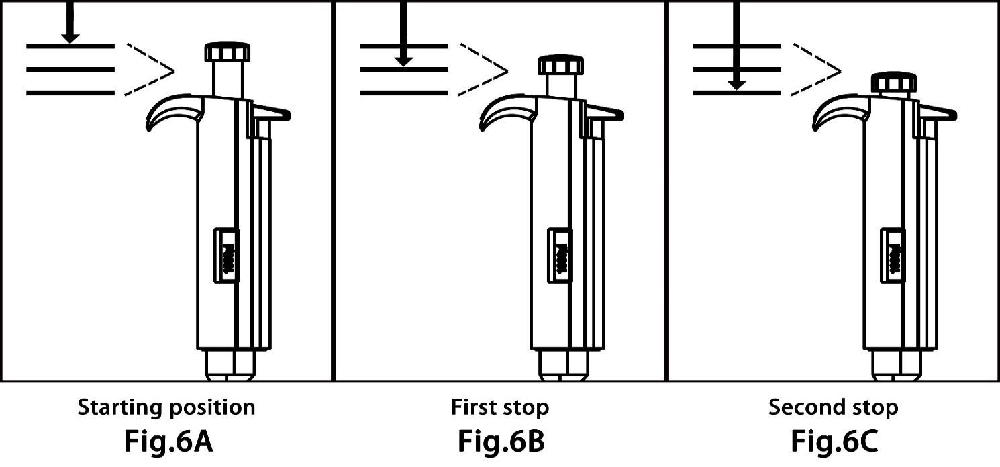 Starting position
Fig.6A
First stop
Fig.6B
Second stop
Fig.6C